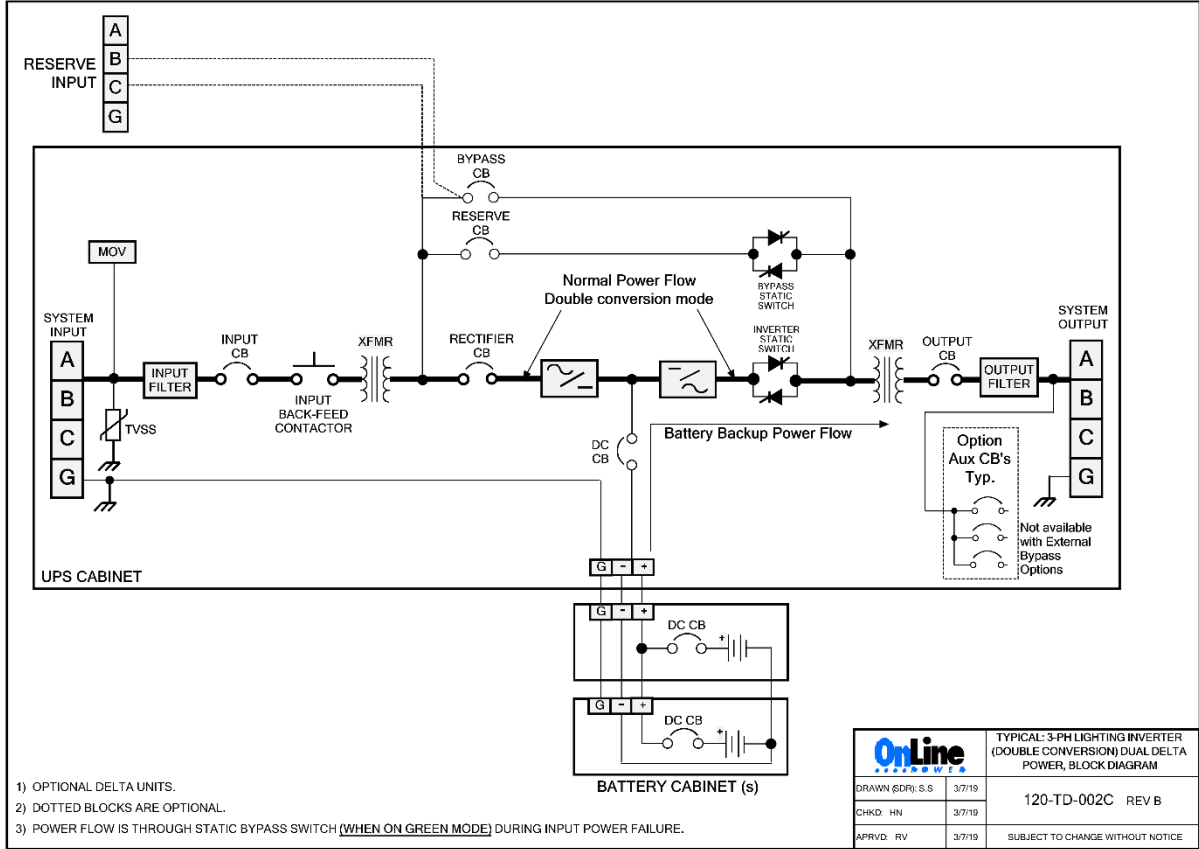 RESERVE
INPUT
A
B
C
G
BYPASS
CB
RESERVE
CB
MOV
BYPASS
STATIC
SWITCH
Normal Power Flow
Double conversion mode
SYSTEM
INPUT
A
B
C
G
INPUT
FILTER
TVSS
INPUT
CB
INPUT
BACK-FEED
CONTACTOR
XFMR
RECTIFIER
CB
INVERTER
STATIC
SWITCH
XFMR
OUTPUT
CB
OUTPUT
FILTER
SYSTEM
OUTPUT
A
B
C
G
DC
CB
Battery Backup Power Flow
Option
Aux CB's
Typ.
Not available
with External
Bypass
Options
UPS CABINET
G - +
G - +
DC CB
+
G - +
DC CB
+
BATTERY CABINET (s)
1) OPTIONAL DELTA UNITS.
2) DOTTED BLOCKS ARE OPTIONAL.
3) POWER FLOW IS THROUGH STATIC BYPASS SWITCH (WHEN ON GREEN MODE) DURING INPUT POWER FAILURE.
OnLine
POWER
TYPICAL: 3-PH LIGHTING INVERTER
(DOUBLE CONVERSION) DUAL DELTA
POWER, BLOCK DIAGRAM
DRAWN (SDR): S.S 3/7/19
120-TD-002C REV B
CHKD: HN 3/7/19
APRVD: RV 3/7/19
SUBJECT TO CHANGE WITHOUT NOTICE